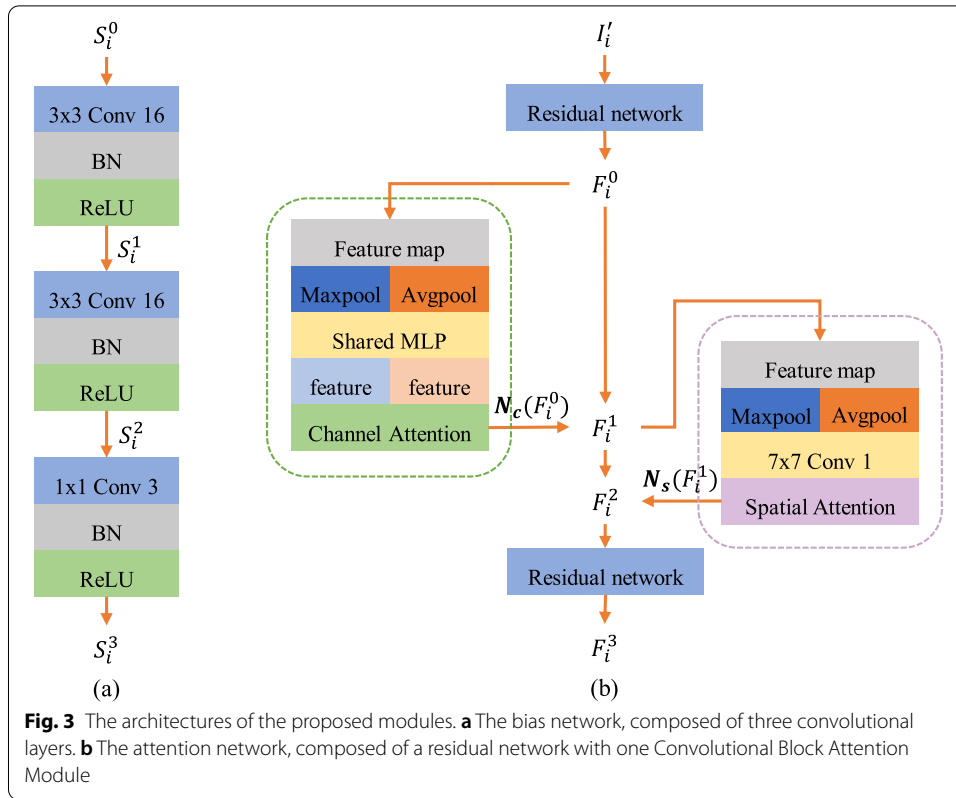 S_i^0
3x3 Conv 16
BN
ReLU
S_i^1
3x3 Conv 16
BN
ReLU
S_i^2
1x1 Conv 3
BN
ReLU
S_i^3
(a)
I_i′
Residual network
F_i^0
Feature map
Maxpool Avgpool
Shared MLP
feature feature
Channel Attention
N_c(F_i^0)
F_i^1
Feature map
Maxpool Avgpool
7x7 Conv 1
Spatial Attention
N_s(F_i^1)
F_i^2
Residual network
F_i^3
(b)
Fig. 3 The architectures of the proposed modules. a The bias network, composed of three convolutional
layers. b The attention network, composed of a residual network with one Convolutional Block Attention
Module